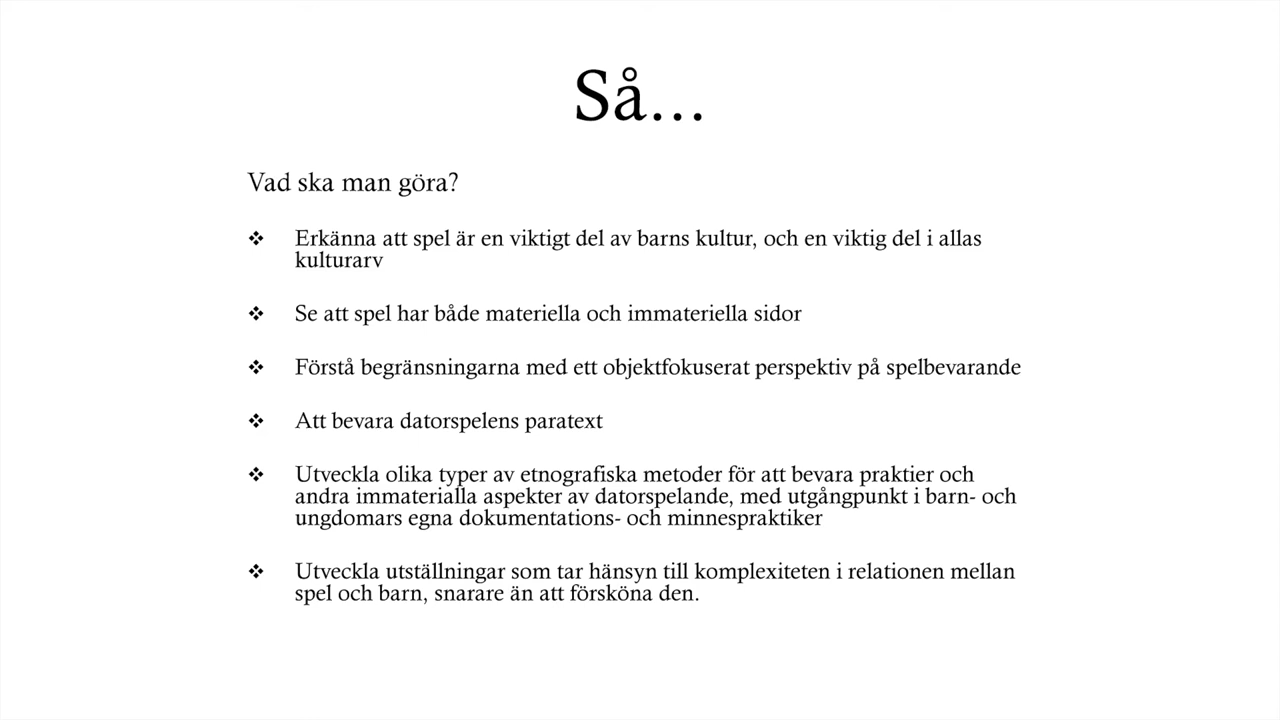 Så...
Vad ska man göra?
❖ Erkänna att spel är en viktigt del av barns kultur, och en viktig del i allas
kulturarv
❖ Se att spel har både materiella och immateriella sidor
❖ Förstå begränsningarna med ett objektfokuserat perspektiv på spelbevarande
❖ Att bevara datorspelens paratext
❖ Utveckla olika typer av etnografiska metoder för att bevara praktier och
andra immaterialla aspekter av datorspelande, med utgångpunkt i barn- och
ungdomars egna dokumentations- och minnespraktiker
❖ Utveckla utställningar som tar hänsyn till komplexiteten i relationen mellan
spel och barn, snarare än att försköna den.